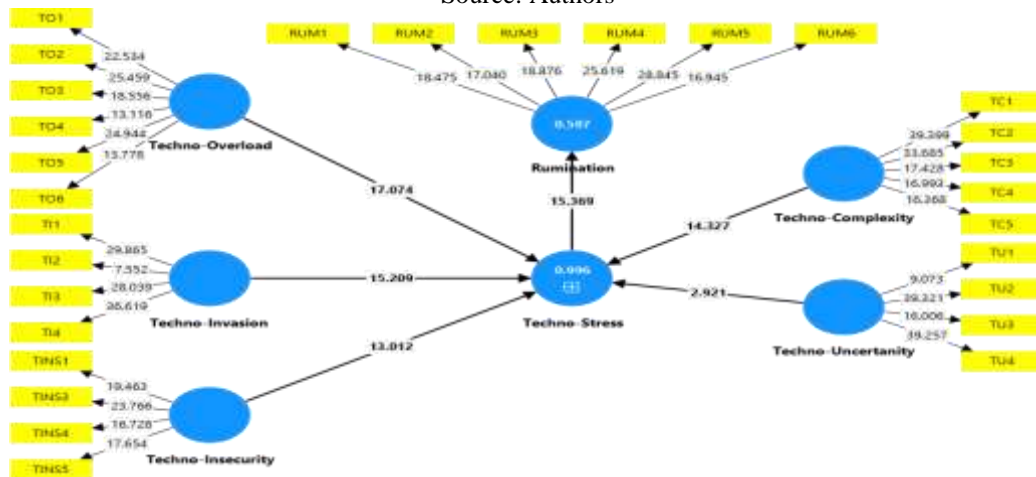 Source: Authors
TO1
TO2
TO3
TO4
TO5
TO6
22.534
25.459
18.556
13.116
24.944
15.778
Techno-Overload
RUM1
RUM2
RUM3
RUM4
RUM5
RUM6
18.475
17.040
18.876
25.619
28.845
16.945
0.587
Rumination
TC1
TC2
TC3
TC4
TC5
39.399
33.685
17.428
16.993
16.368
Techno-Complexity
17.074
15.369
14.327
TI1
TI2
TI3
TI4
29.865
7.552
28.039
36.619
Techno-Invasion
15.209
0.996
Techno-Stress
2.921
TU1
TU2
TU3
TU4
9.073
39.321
16.006
39.257
Techno-Uncertanity
13.012
TINS1
TINS3
TINS4
TINS5
19.463
23.766
16.728
17.654
Techno-Insecurity